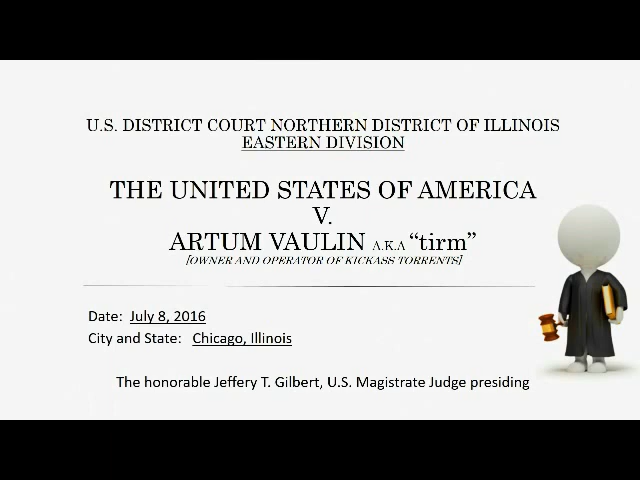 U.S. DISTRICT COURT NORTHERN DISTRICT OF ILLINOIS
EASTERN DIVISION
THE UNITED STATES OF AMERICA
V.
ARTUM VAULIN A.K.A “tirm”
[OWNER AND OPERATOR OF KICKASS TORRENTS]
Date: July 8, 2016
City and State: Chicago, Illinois
The honorable Jeffery T. Gilbert, U.S. Magistrate Judge presiding